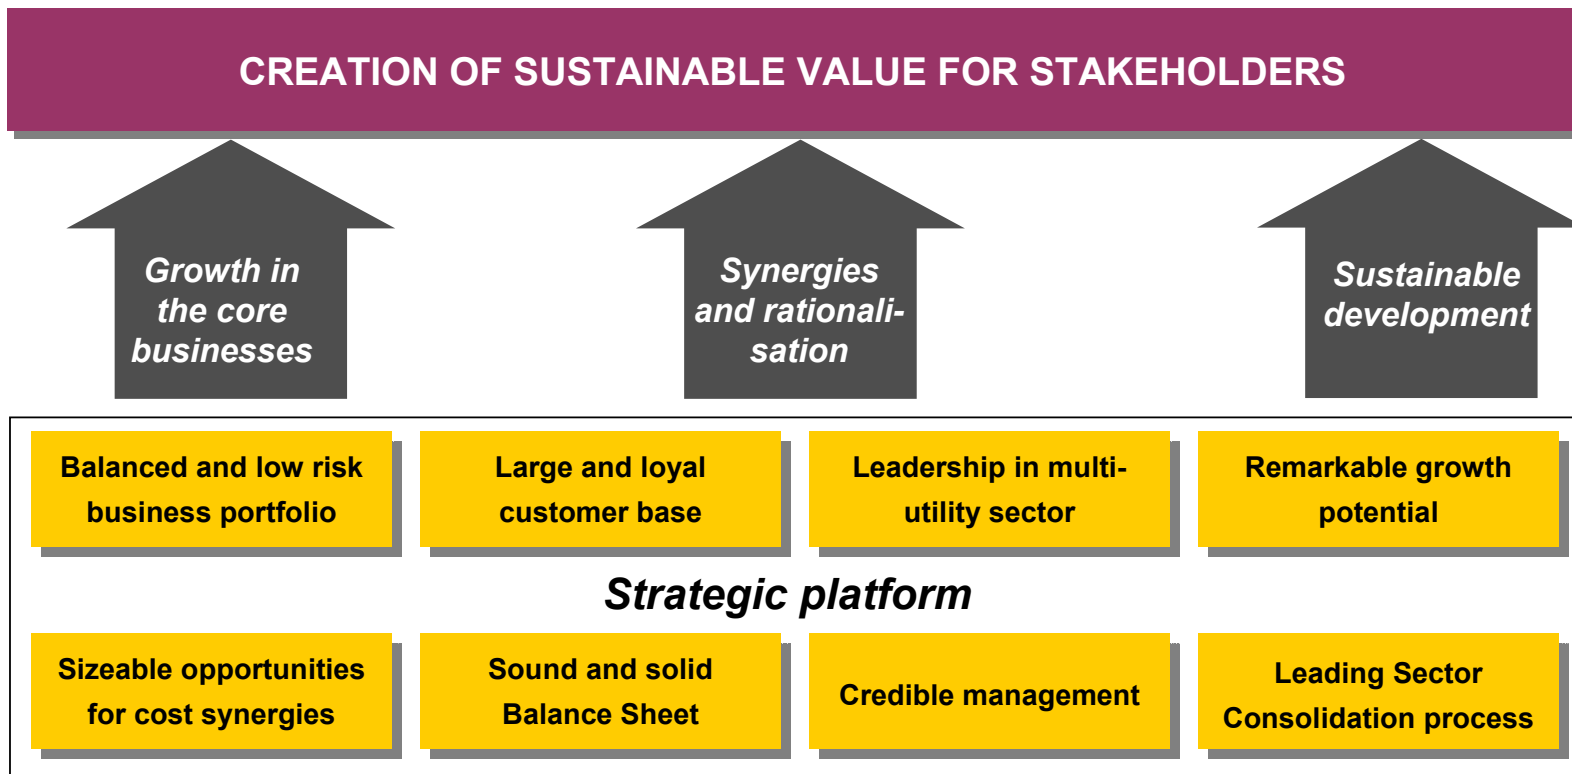 CREATION OF SUSTAINABLE VALUE FOR STAKEHOLDERS
Growth in
the core
businesses
Synergies
and rationali-
sation
Sustainable
development
Balanced and low risk
business portfolio
Large and loyal
customer base
Leadership in multi-
utility sector
Remarkable growth
potential
Strategic platform
Sizeable opportunities
for cost synergies
Sound and solid
Balance Sheet
Credible management
Leading Sector
Consolidation process